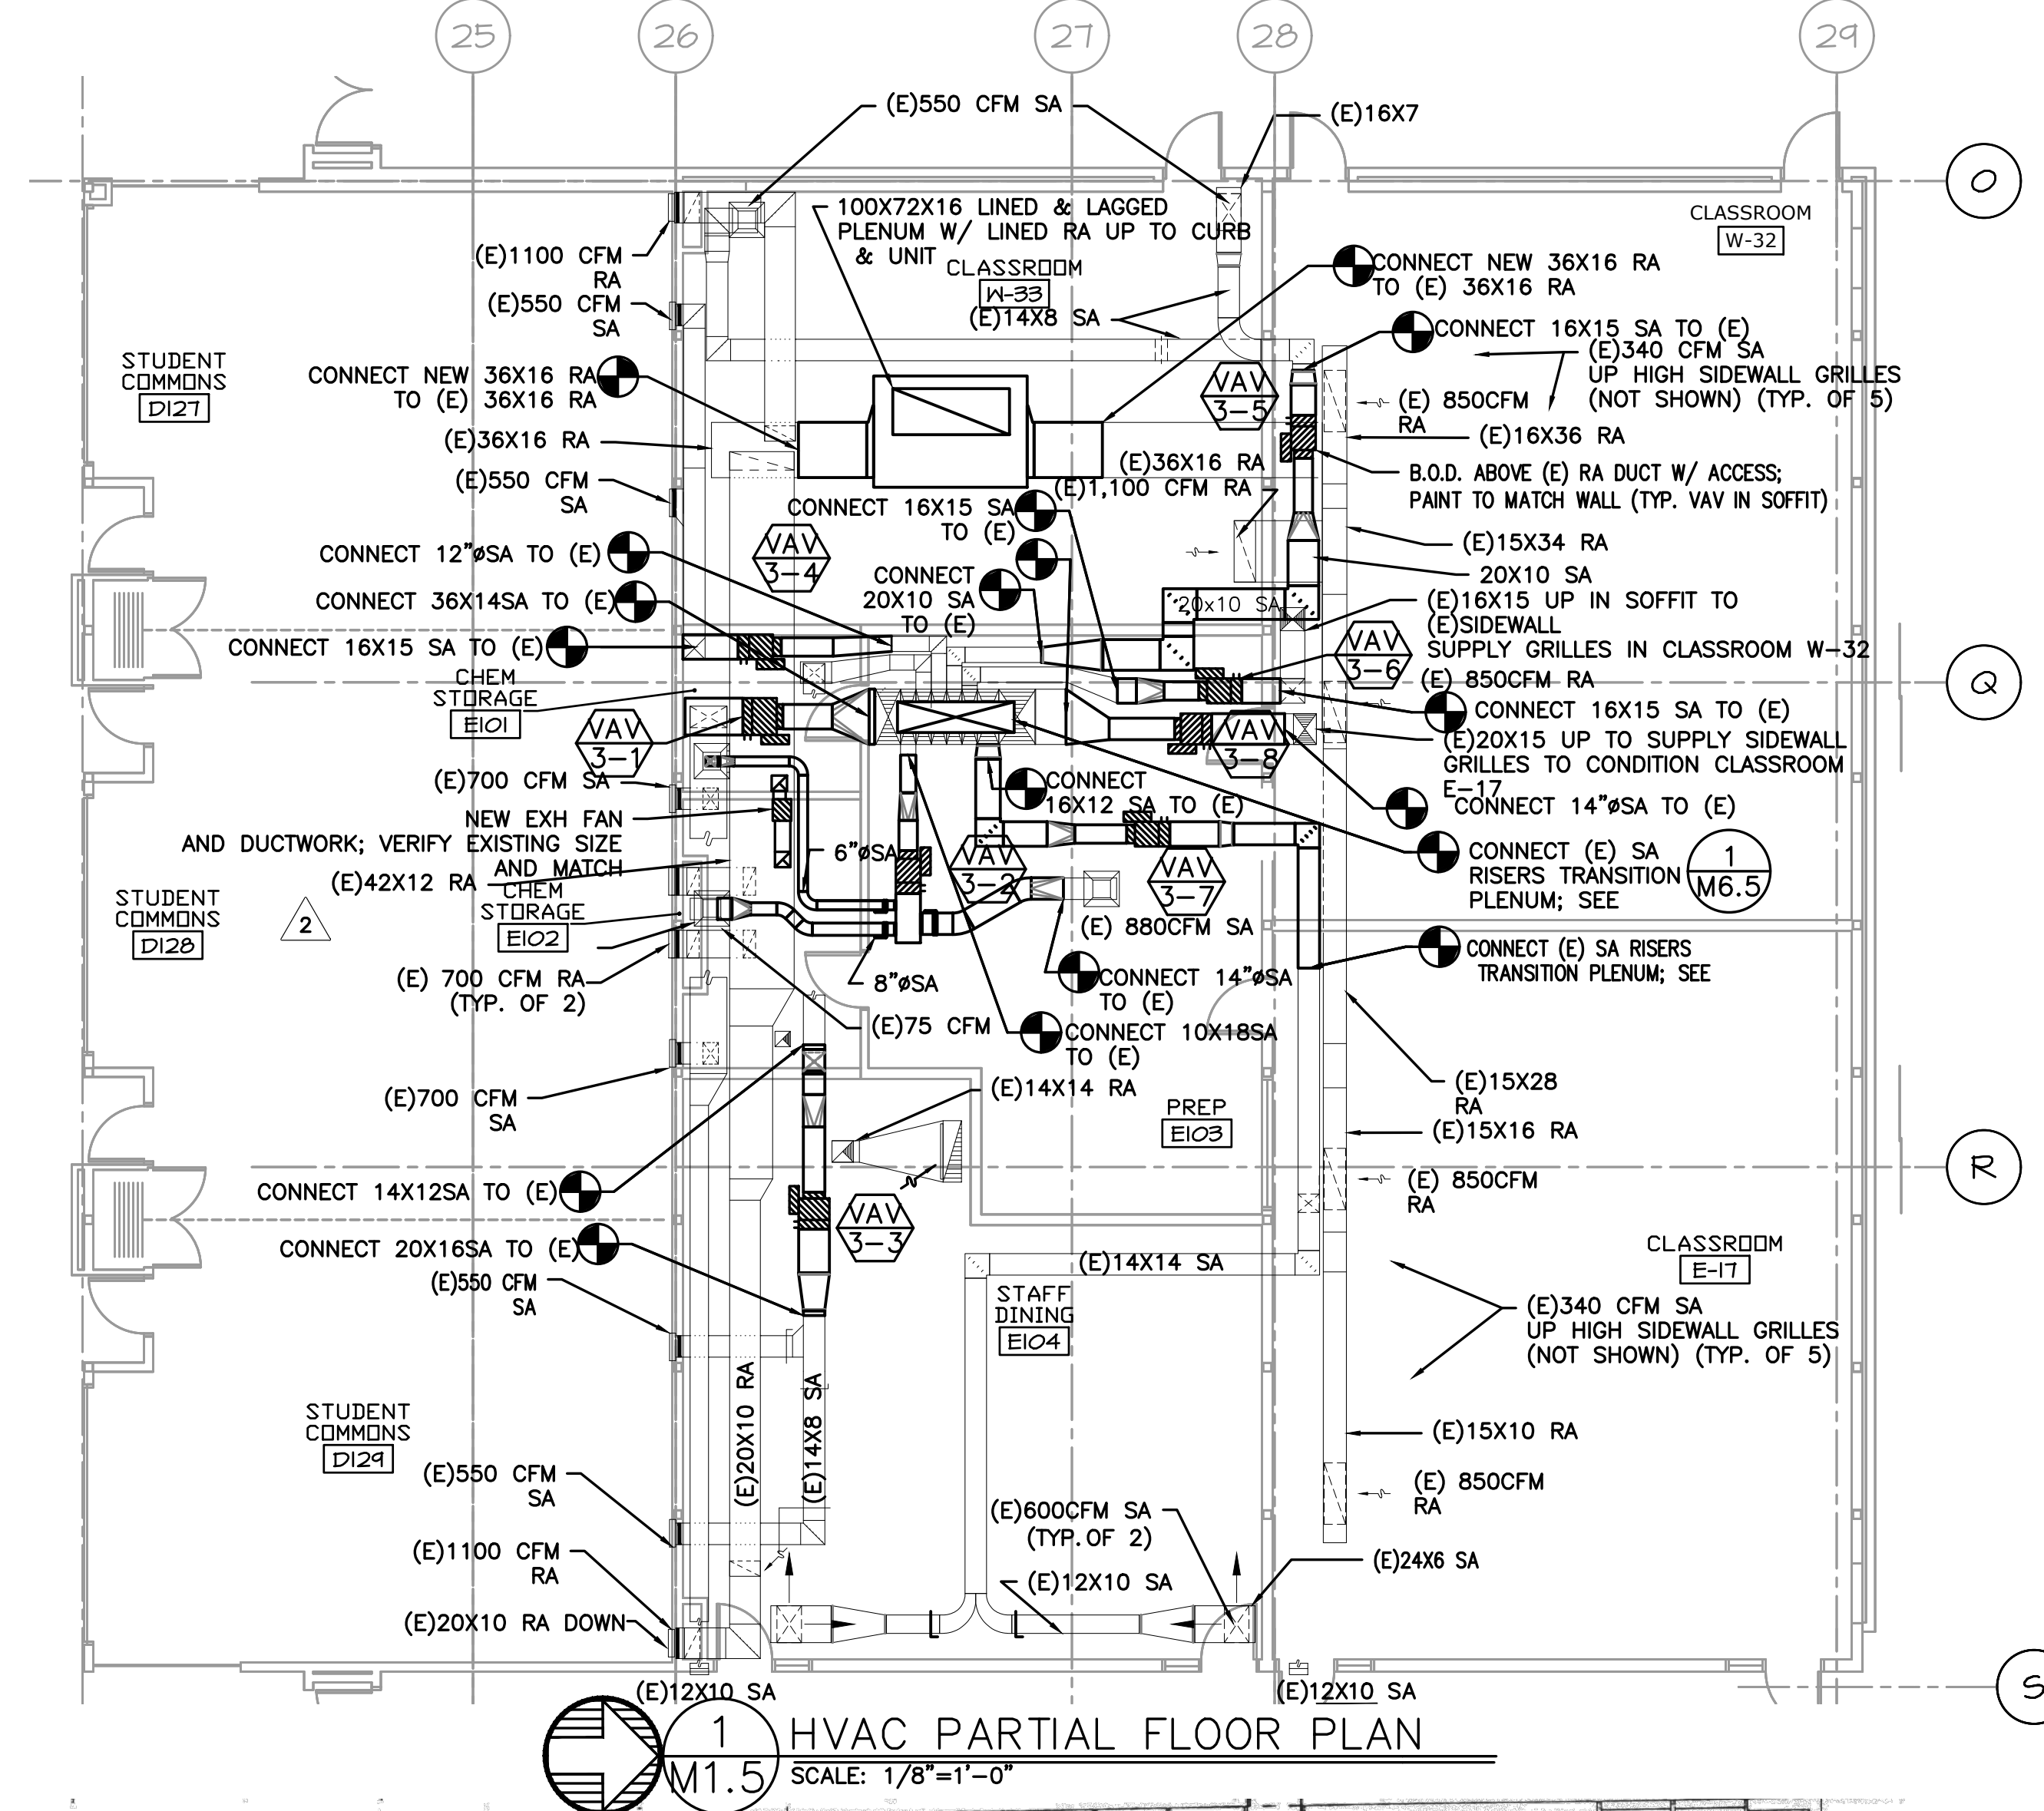 25
26
27
28
29
(E)550 CFM SA
(E)16X7
O
100X72X16 LINED & LAGGED
PLENUM W/ LINED RA UP TO CURB
& UNIT
CLASSROOM
W-32
(E)1100 CFM
RA
CLASSROOM
W-33
CONNECT NEW 36X16 RA
TO (E) 36X16 RA
(E)550 CFM
SA
(E)14X8 SA
CONNECT 16X15 SA TO (E)
(E)340 CFM SA
UP HIGH SIDEWALL GRILLES
(NOT SHOWN) (TYP. OF 5)
STUDENT
COMMONS
D127
CONNECT NEW 36X16 RA
TO (E) 36X16 RA
VAV
3-5
(E) 850CFM
RA
(E)36X16 RA
(E)16X36 RA
(E)36X16 RA
(E)550 CFM
SA
(E)1,100 CFM RA
B.O.D. ABOVE (E) RA DUCT W/ ACCESS;
PAINT TO MATCH WALL (TYP. VAV IN SOFFIT)
CONNECT 16X15 SA
TO (E)
CONNECT 12"øSA TO (E)
VAV
3-4
(E)15X34 RA
20X10 SA
CONNECT
20X10 SA
TO (E)
CONNECT 36X14SA TO (E)
20x10 SA
(E)16X15 UP IN SOFFIT TO
(E)SIDEWALL
SUPPLY GRILLES IN CLASSROOM W-32
CONNECT 16X15 SA TO (E)
VAV
3-6
CHEM
STORAGE
E101
(E) 850CFM RA
Q
CONNECT 16X15 SA TO (E)
VAV
3-1
VAV
3-8
(E)20X15 UP TO SUPPLY SIDEWALL
GRILLES TO CONDITION CLASSROOM
E-17
(E)700 CFM SA
CONNECT
16X12 SA TO (E)
CONNECT 14"øSA TO (E)
NEW EXH FAN
AND DUCTWORK; VERIFY EXISTING SIZE
AND MATCH
6"øSA
VAV
3-2
VAV
3-7
CONNECT (E) SA
RISERS TRANSITION
PLENUM; SEE
1
M6.5
(E)42X12 RA
CHEM
STORAGE
E102
STUDENT
COMMONS
D128
2
(E) 880CFM SA
CONNECT (E) SA RISERS
TRANSITION PLENUM; SEE
(E) 700 CFM RA
(TYP. OF 2)
8"øSA
CONNECT 14"øSA
TO (E)
(E)75 CFM
CONNECT 10X18SA
TO (E)
(E)700 CFM
SA
(E)14X14 RA
(E)15X28
RA
PREP
E103
(E)15X16 RA
R
CONNECT 14X12SA TO (E)
(E) 850CFM
RA
VAV
3-3
CONNECT 20X16SA TO (E)
(E)14X14 SA
CLASSROOM
E-17
(E)550 CFM
SA
STAFF
DINING
E104
(E)340 CFM SA
UP HIGH SIDEWALL GRILLES
(NOT SHOWN) (TYP. OF 5)
(E)20X10 RA
(E)14X8 SA
STUDENT
COMMONS
D129
(E)15X10 RA
(E)550 CFM
SA
(E) 850CFM
RA
(E)600CFM SA
(TYP. OF 2)
(E)1100 CFM
RA
(E)24X6 SA
(E)12X10 SA
(E)20X10 RA DOWN
(E)12X10 SA
(E)12X10 SA
S
1
M1.5
HVAC PARTIAL FLOOR PLAN
SCALE: 1/8"=1'-0"